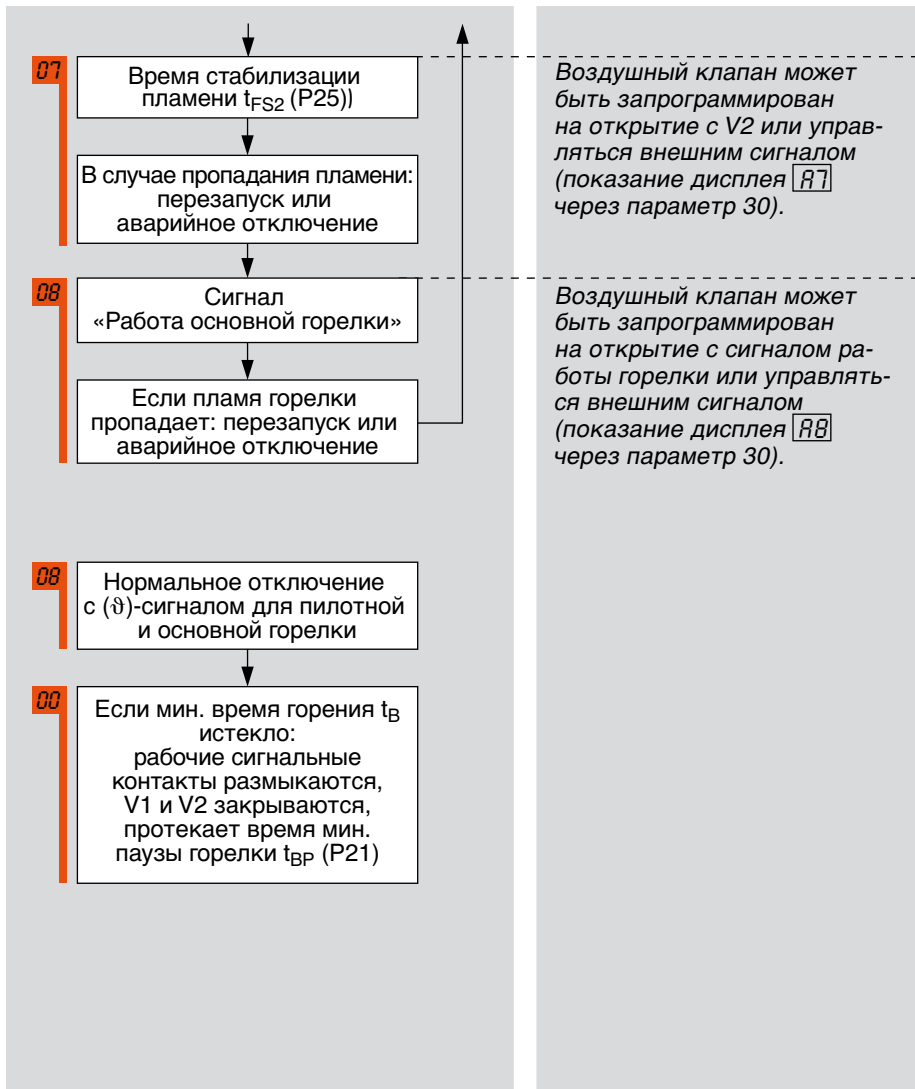 07
Время стабилизации
пламени tFS2 (P25))
В случае пропадания пламени:
перезапуск или
аварийное отключение
08
Сигнал
«Работа основной горелки»
Если пламя горелки
пропадает: перезапуск или
аварийное отключение
08
Нормальное отключение
с (ϑ)-сигналом для пилотной
и основной горелки
00
Если мин. время горения tB
истекло:
рабочие сигнальные
контакты размыкаются,
V1 и V2 закрываются,
протекает время мин.
паузы горелки tBP (P21)
Воздушный клапан может
быть запрограммирован
на открытие с V2 или управ-
ляться внешним сигналом
(показание дисплея A7
через параметр 30).
Воздушный клапан может
быть запрограммирован
на открытие с сигналом ра-
боты горелки или управлять-
ся внешним сигналом
(показание дисплея A8
через параметр 30).